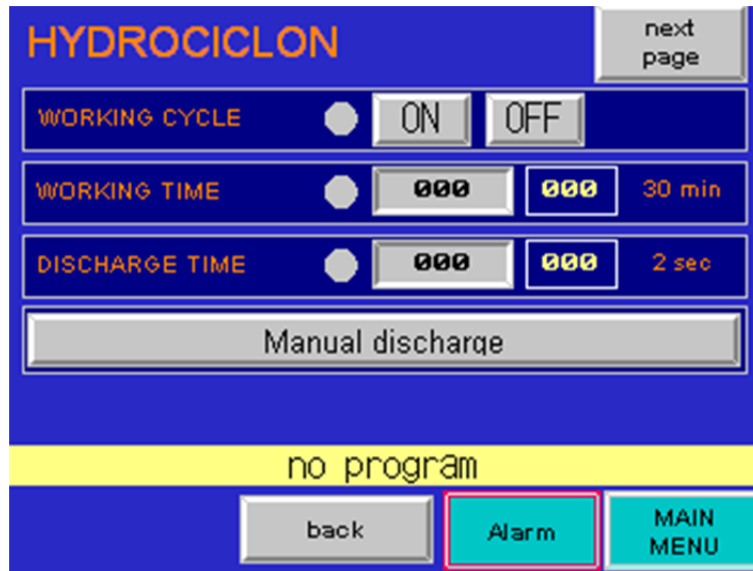 HYDROCICLON
next
page
WORKING CYCLE ON OFF
WORKING TIME 000 000 30 min
DISCHARGE TIME 000 000 2 sec
Manual discharge
no program
back Alarm MAIN
MENU